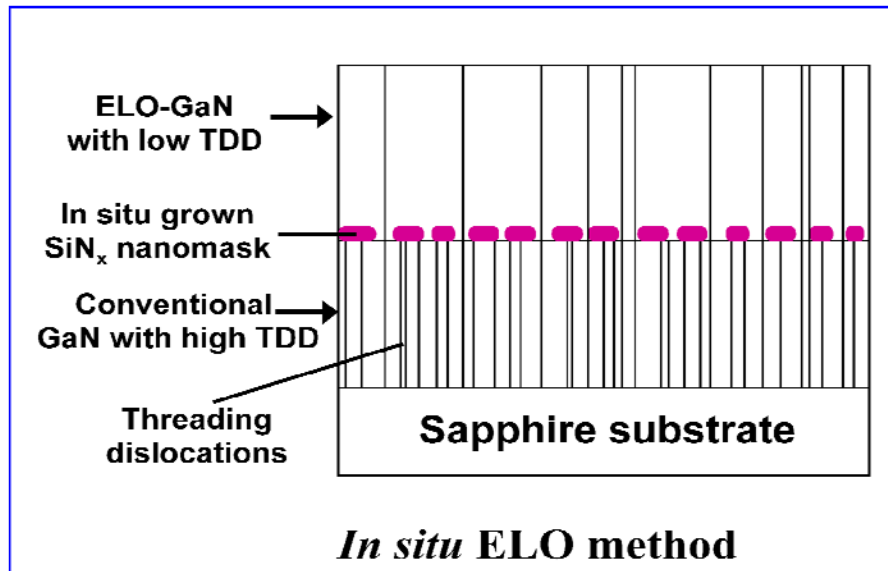 ELO-GaN
with low TDD
In situ grown
SiNₓ nanomask
Conventional
GaN with high TDD
Threading
dislocations
Sapphire substrate
In situ ELO method